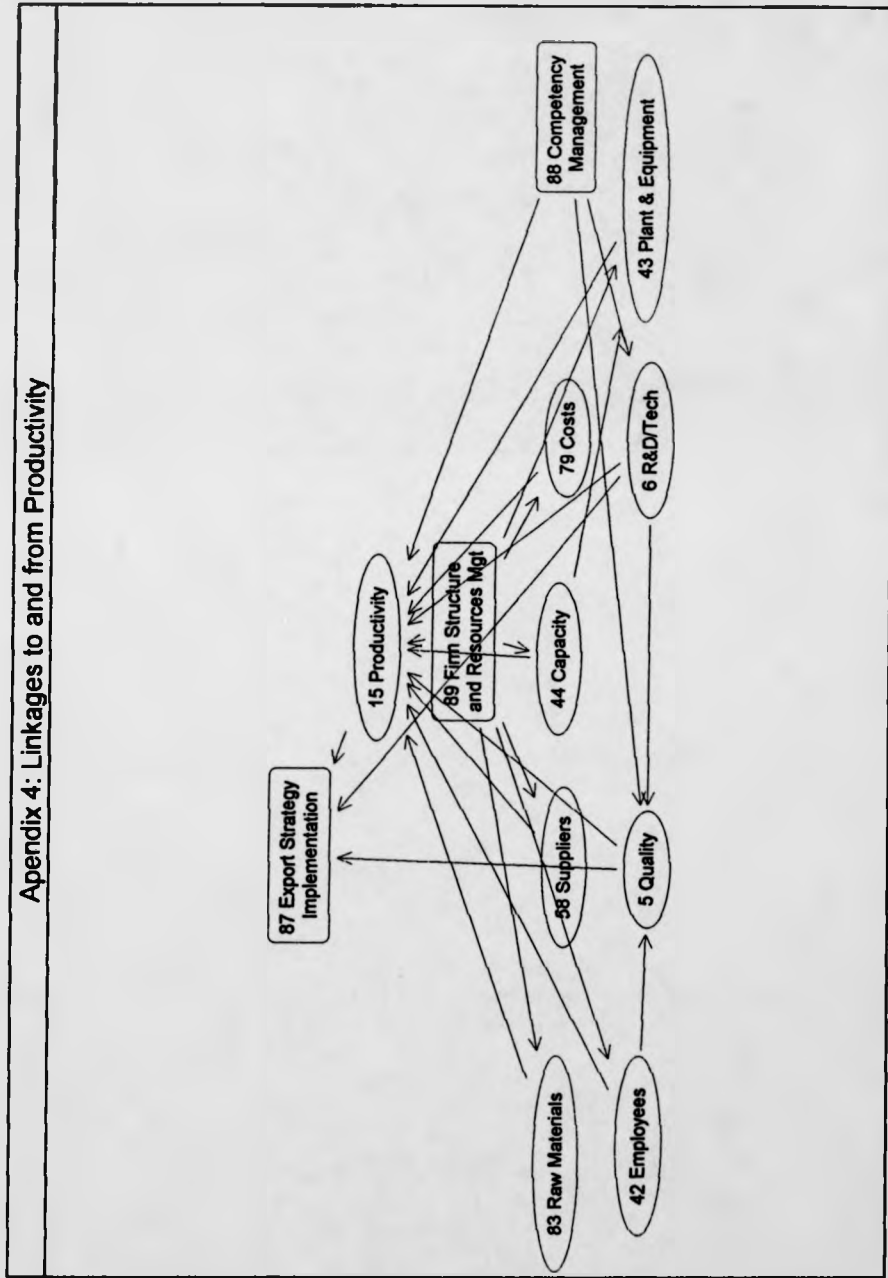 Apendix 4: Linkages to and from Productivity
87 Export Strategy
Implementation
15 Productivity
89 Firm Structure
and Resources Mgt
88 Competency
Management
83 Raw Materials
58 Suppliers
44 Capacity
79 Costs
42 Employees
5 Quality
6 R&D/Tech
43 Plant & Equipment